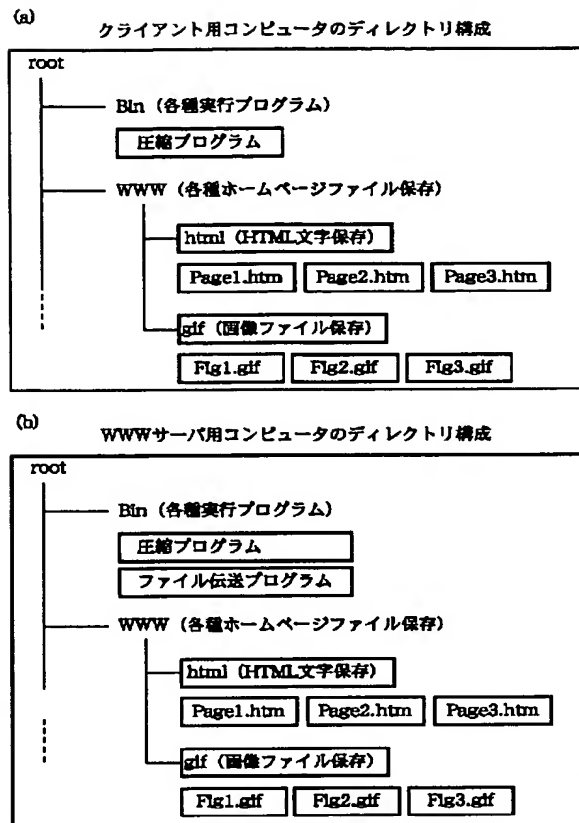 (a)
クライアント用コンピュータのディレクトリ構成
root
Bin (各種実行プログラム)
圧縮プログラム
WWW (各種ホームページファイル保存)
html (HTML文字保存)
Page1.htm Page2.htm Page3.htm
gif (画像ファイル保存)
Fig1.gif Fig2.gif Fig3.gif
(b)
WWWサーバ用コンピュータのディレクトリ構成
root
Bin (各種実行プログラム)
圧縮プログラム
ファイル伝送プログラム
WWW (各種ホームページファイル保存)
html (HTML文字保存)
Page1.htm Page2.htm Page3.htm
gif (画像ファイル保存)
Fig1.gif Fig2.gif Fig3.gif